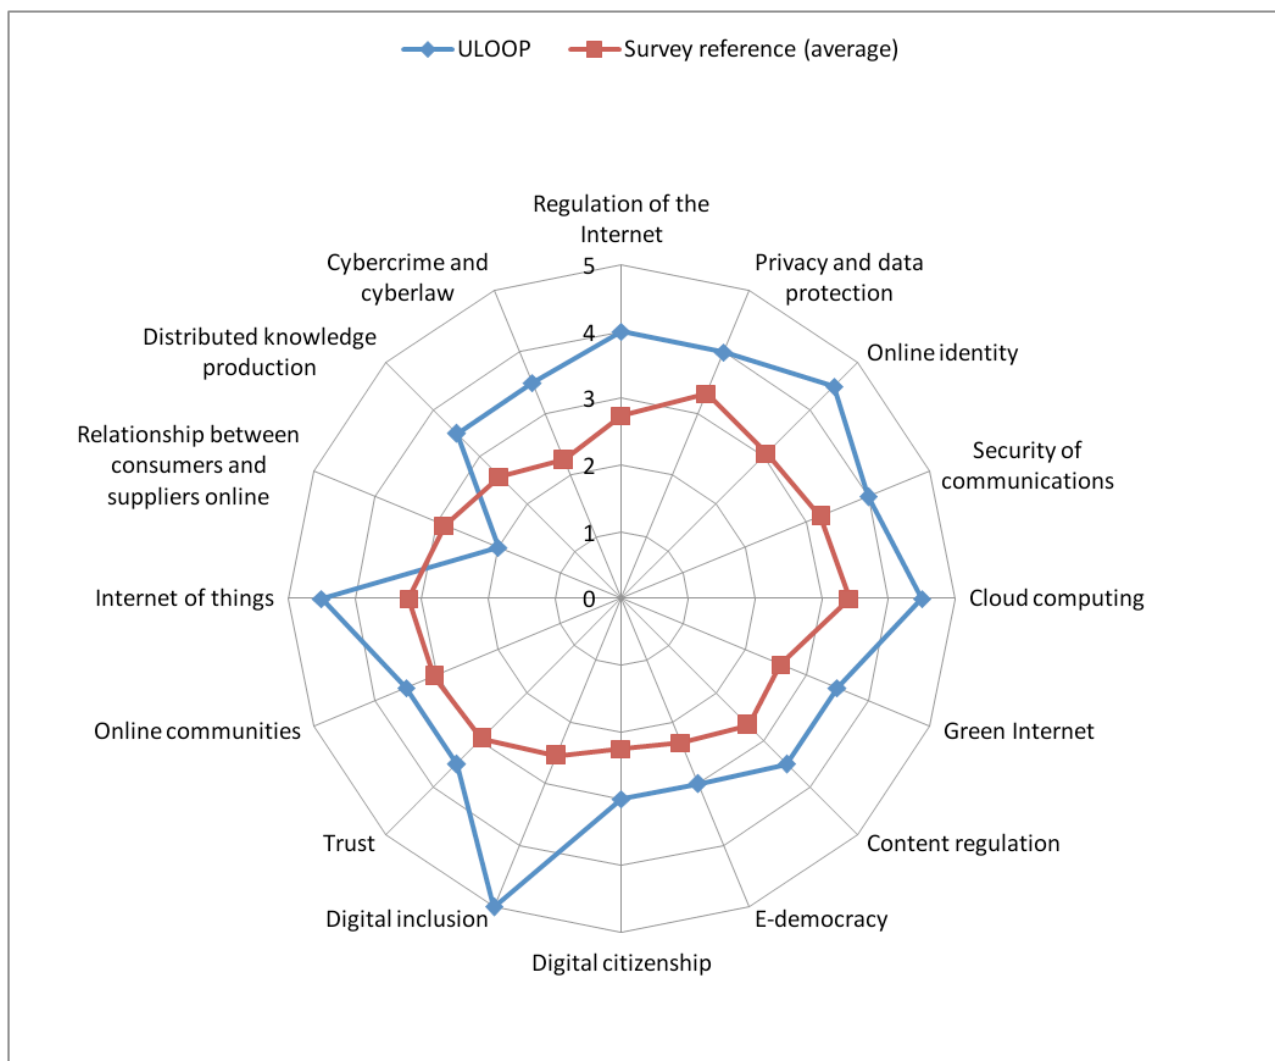 ULOOP
Survey reference (average)
Regulation of the
Internet
Cybercrime and
cyberlaw
Privacy and data
protection
Distributed knowledge
production
Online identity
Relationship between
consumers and
suppliers online
Security of
communications
Internet of things
Cloud computing
Online communities
Green Internet
Trust
Content regulation
Digital inclusion
E-democracy
Digital citizenship
5
4
3
2
1
0